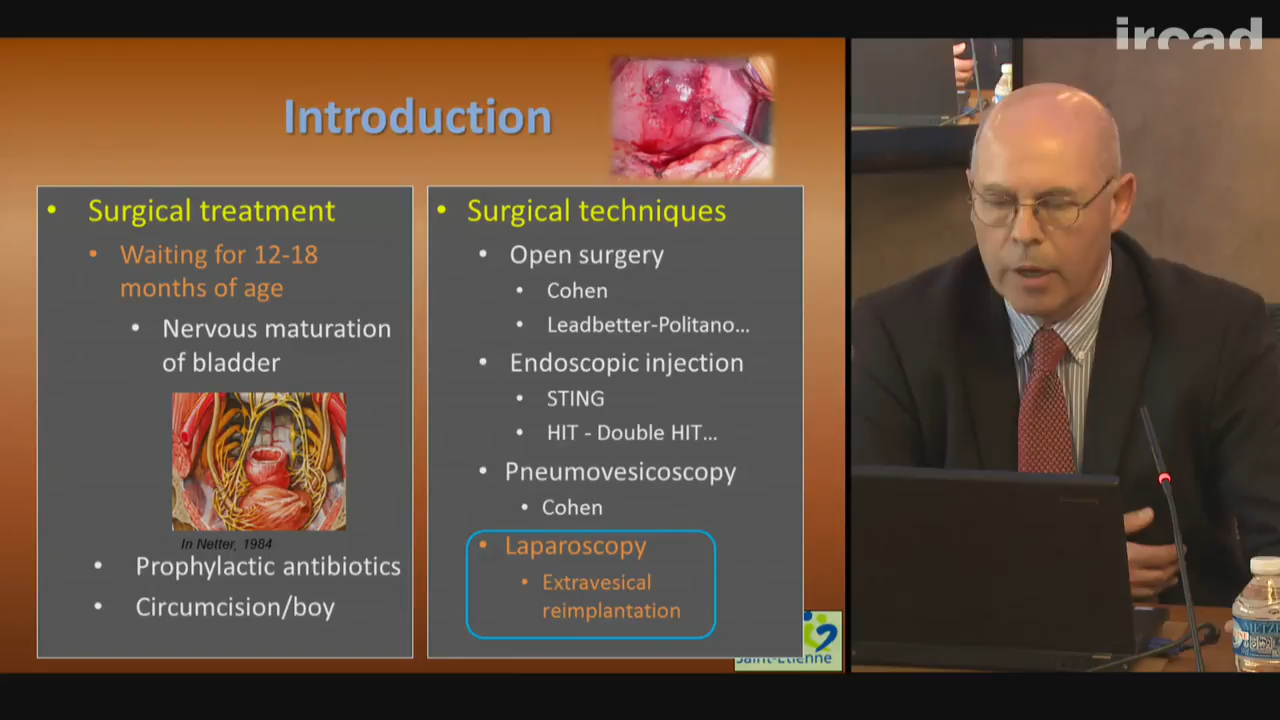 ircad
Introduction
• Surgical treatment
• Waiting for 12-18
months of age
• Nervous maturation
of bladder
In Netter, 1984
• Prophylactic antibiotics
• Circumcision/boy
• Surgical techniques
• Open surgery
• Cohen
• Leadbetter-Politano...
• Endoscopic injection
• STING
• HIT - Double HIT...
• Pneumovesicoscopy
• Cohen
• Laparoscopy
• Extravesical
reimplantation
Saint-Etienne